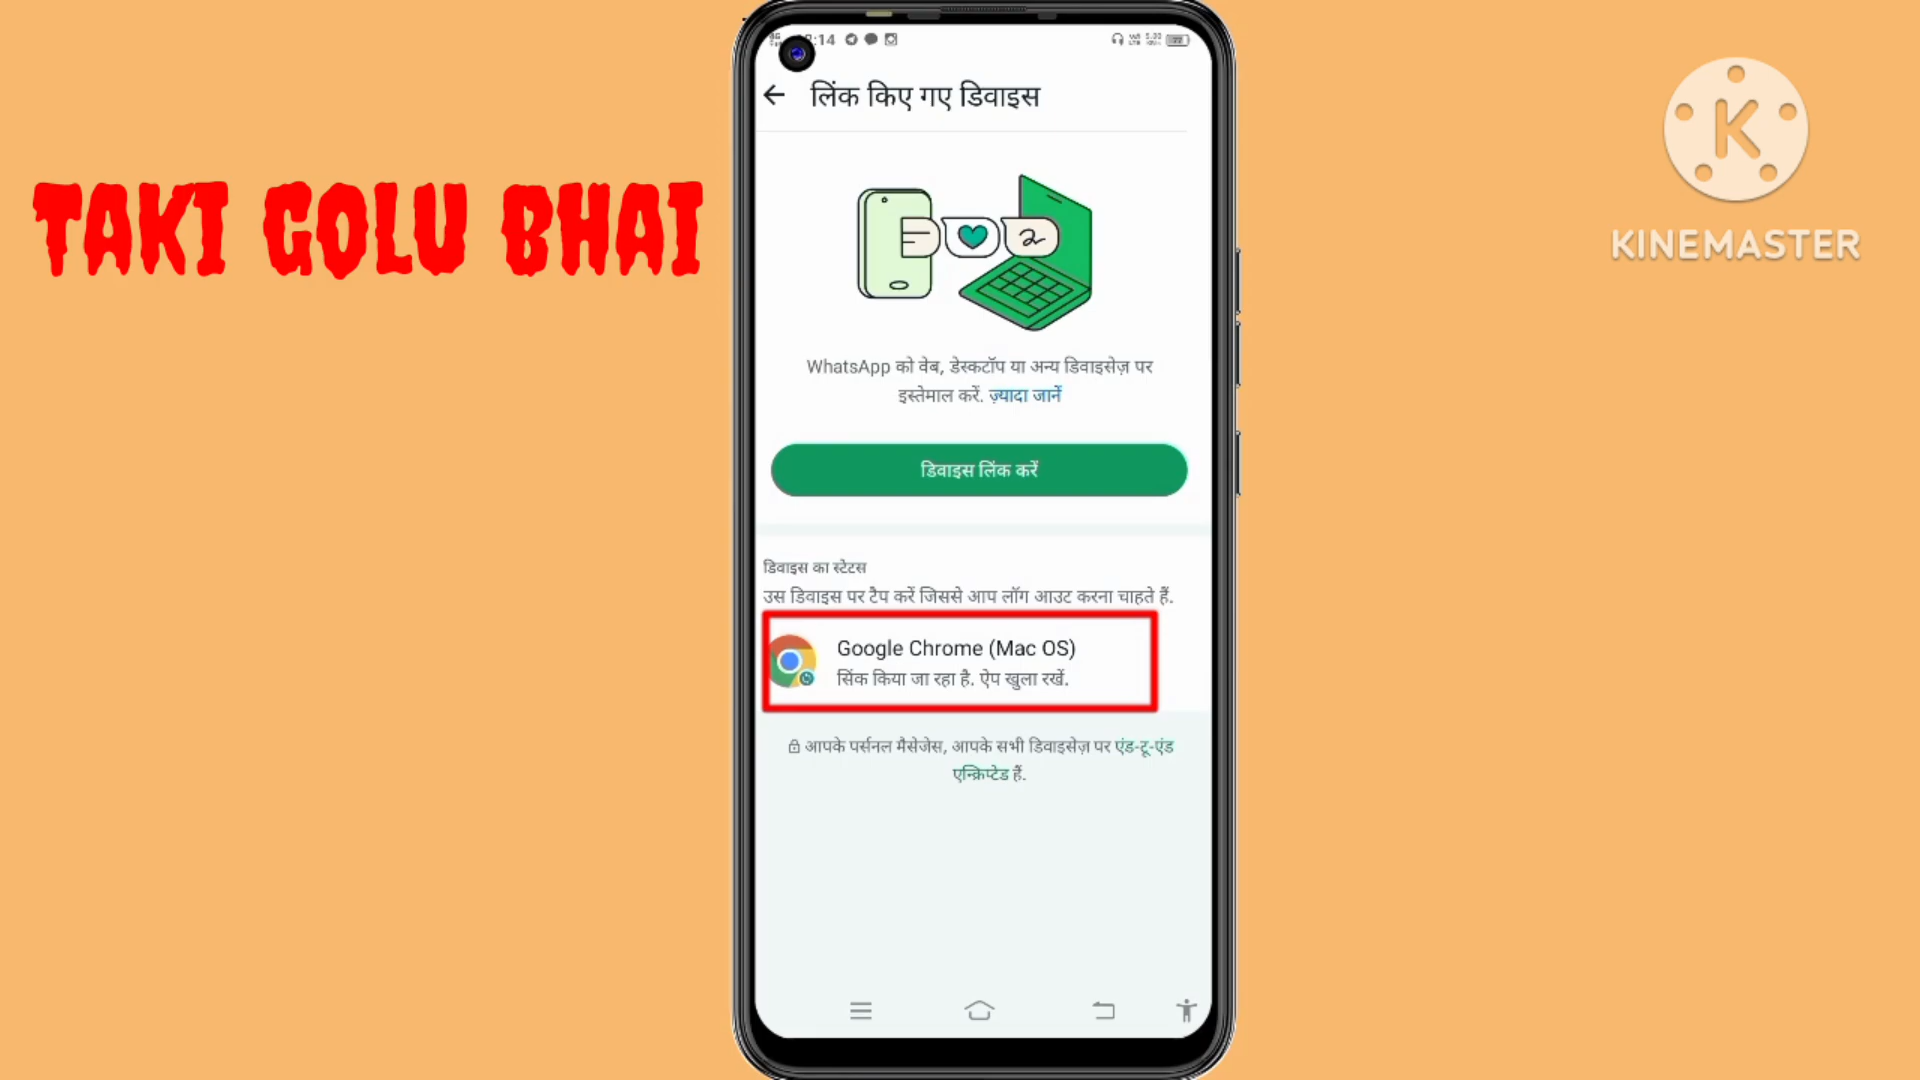 TAKI GOLU BHAI
:14
लिंक किए गए डिवाइस
KINEMASTER
WhatsApp को वेब, डेस्कटॉप या अन्य डिवाइसेज़ पर
इस्तेमाल करें. ज़्यादा जानें
डिवाइस लिंक करें
डिवाइस का स्टेटस
उस डिवाइस पर टैप करें जिससे आप लॉग आउट करना चाहते हैं.
Google Chrome (Mac OS)
सिंक किया जा रहा है. ऐप खुला रखें.
आपके पर्सनल मैसेजेस, आपके सभी डिवाइसेज़ पर एंड-टू-एंड
एन्क्रिप्टेड हैं.